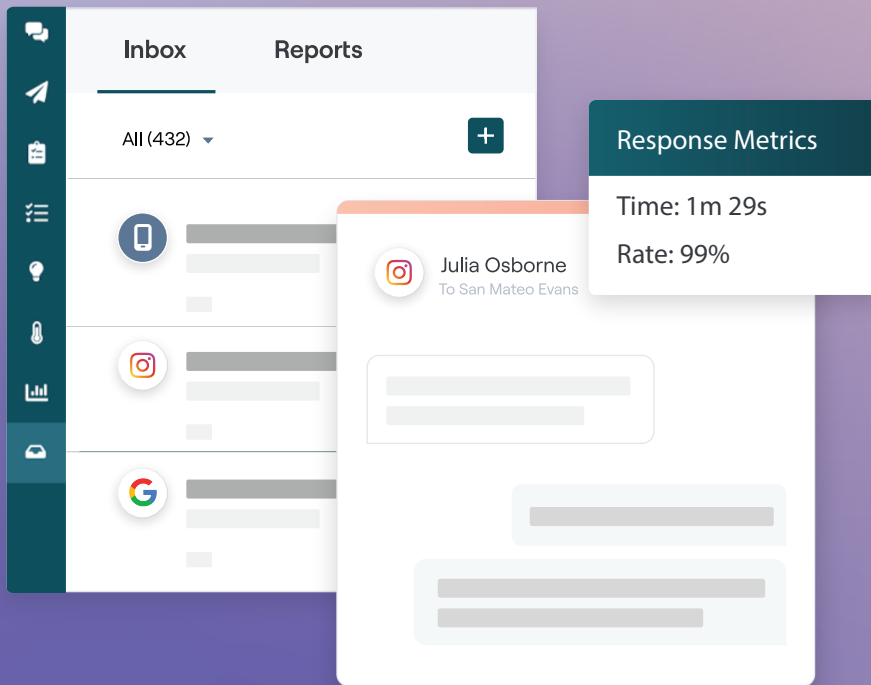 Inbox
Reports
All (432)
Response Metrics
Time: 1m 29s
Rate: 99%
Julia Osborne
To San Mateo Evans